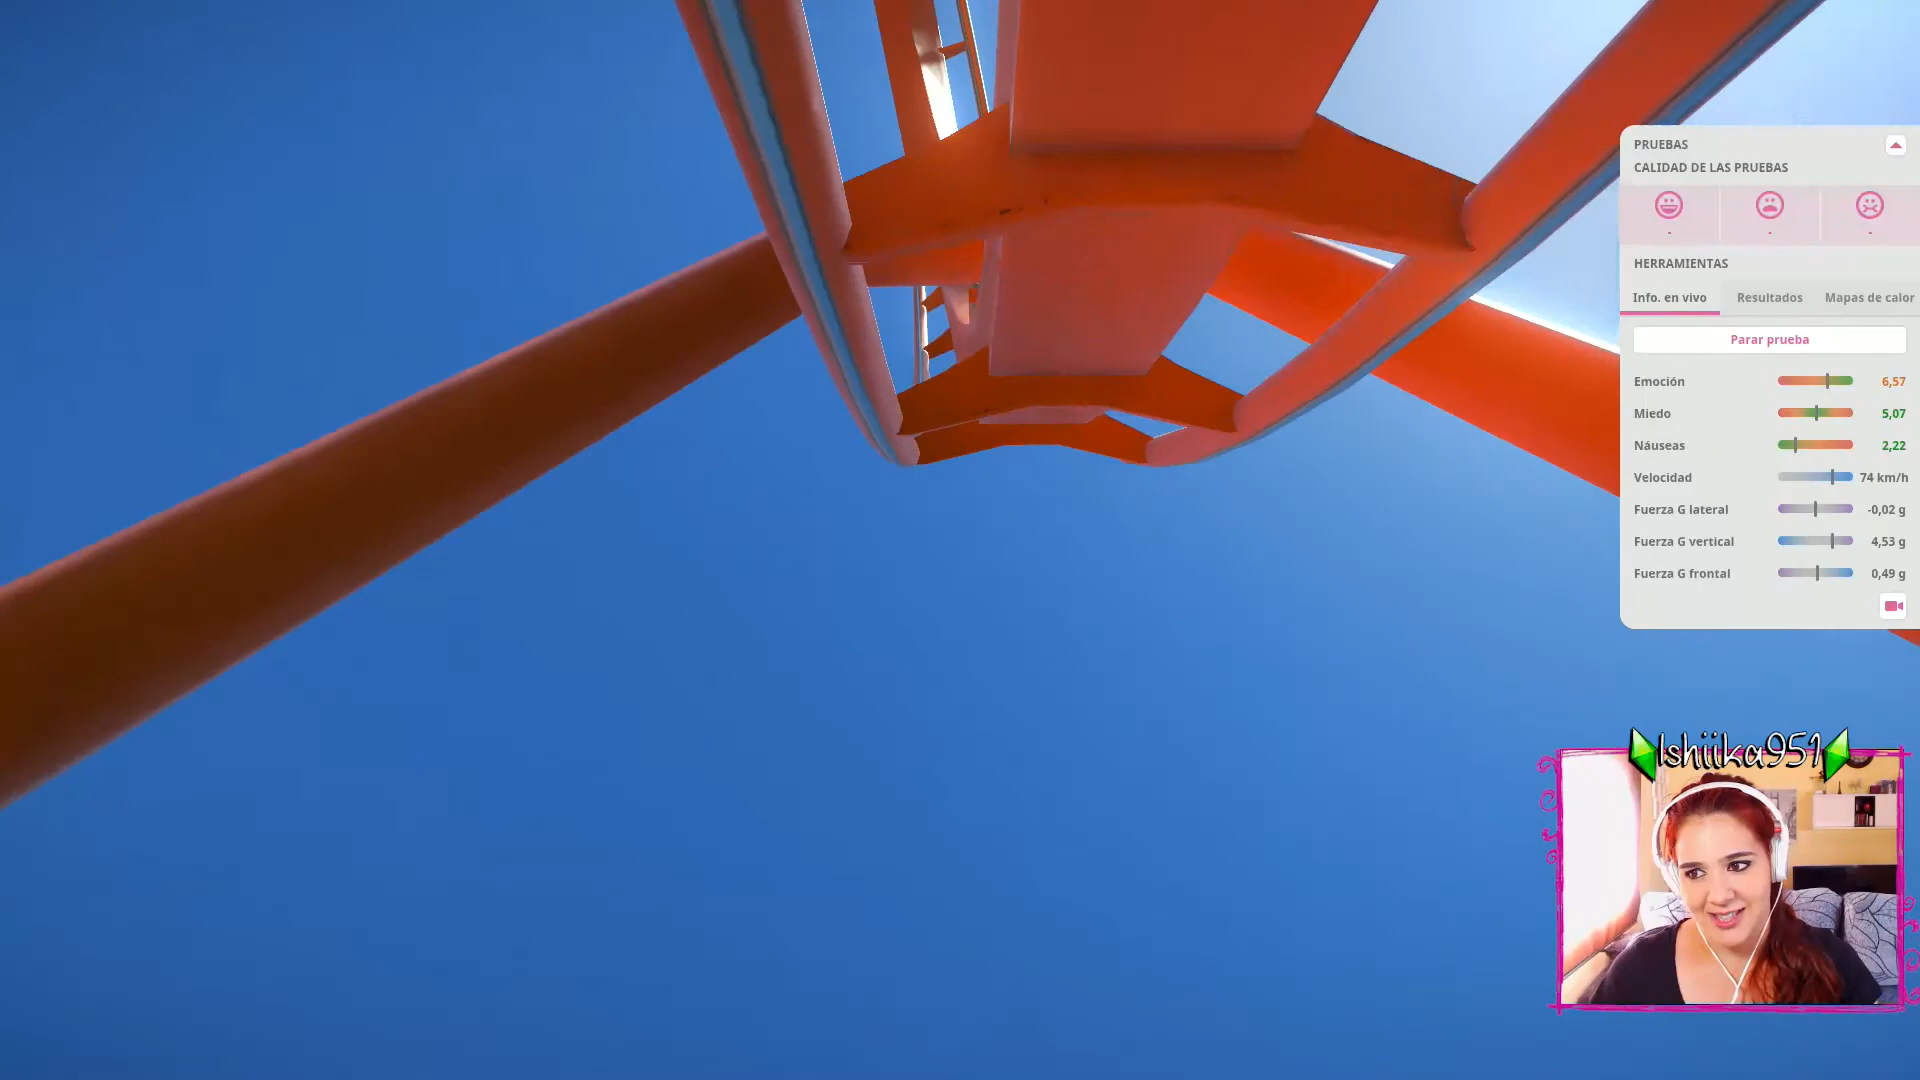 PRUEBAS
CALIDAD DE LAS PRUEBAS
- - -
HERRAMIENTAS
Info. en vivo Resultados Mapas de calor
Parar prueba
Emoción 6,57
Miedo 5,07
Náuseas 2,22
Velocidad 74 km/h
Fuerza G lateral -0,02 g
Fuerza G vertical 4,53 g
Fuerza G frontal 0,49 g
Ishiika951